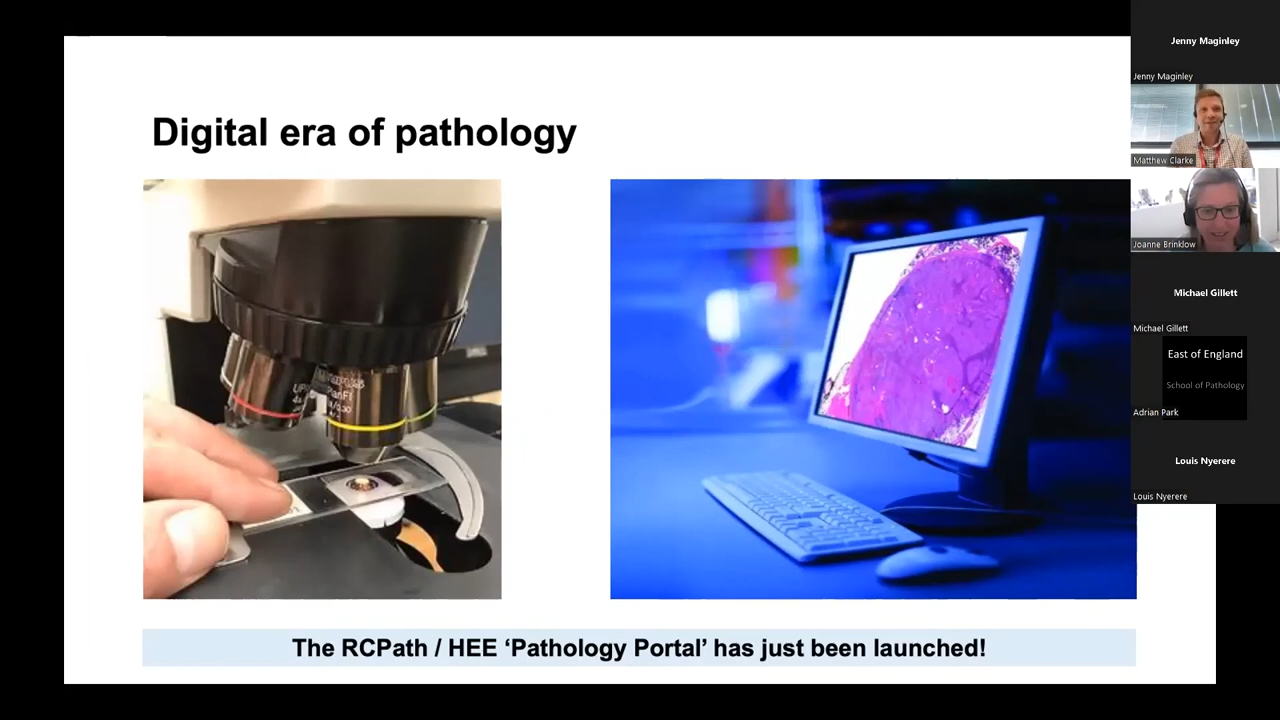 Digital era of pathology
The RCPath / HEE ‘Pathology Portal’ has just been launched!
Jenny Maginley
Jenny Maginley
Matthew Clarke
Joanne Brinklow
Michael Gillett
Michael Gillett
East of England
School of Pathology
Adrian Park
Louis Nyerere
Louis Nyerere
PlanFl